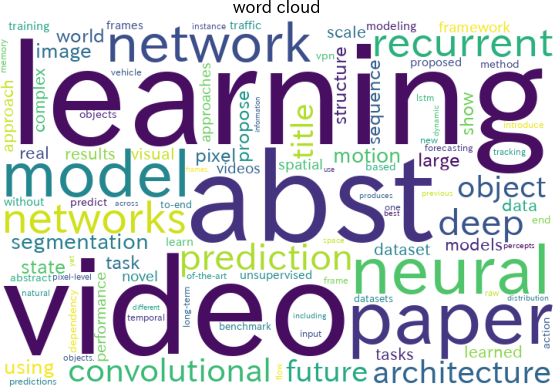 word cloud
training
frames
instance
traffic
scale
modeling
framework
memory
world
network
vpn
proposed
method
image
vehicle
recurrent
approach
complex
learning
objects
approaches
propose
information
title
structure
sequence
lstm
dynamic
show
introduce
new
forecasting
tracking
real
results
visual
pixel
motion
based
large
without
predict
across
to-end
videos
spatial
model
frames
abst
use
object
previous
data
one
best
end
networks
produces
deep
segmentation
learn
prediction
space
dataset
models
percepts
state
task
abstract
pixel-level
novel
of-the-art
unsupervised
frame
datasets
neural
raw
distribution
natural
video
dependency
performance
different
temporal
long-term
benchmark
including
input
paper
action
objects.
tasks
learned
using
predictions
convolutional
future
architecture